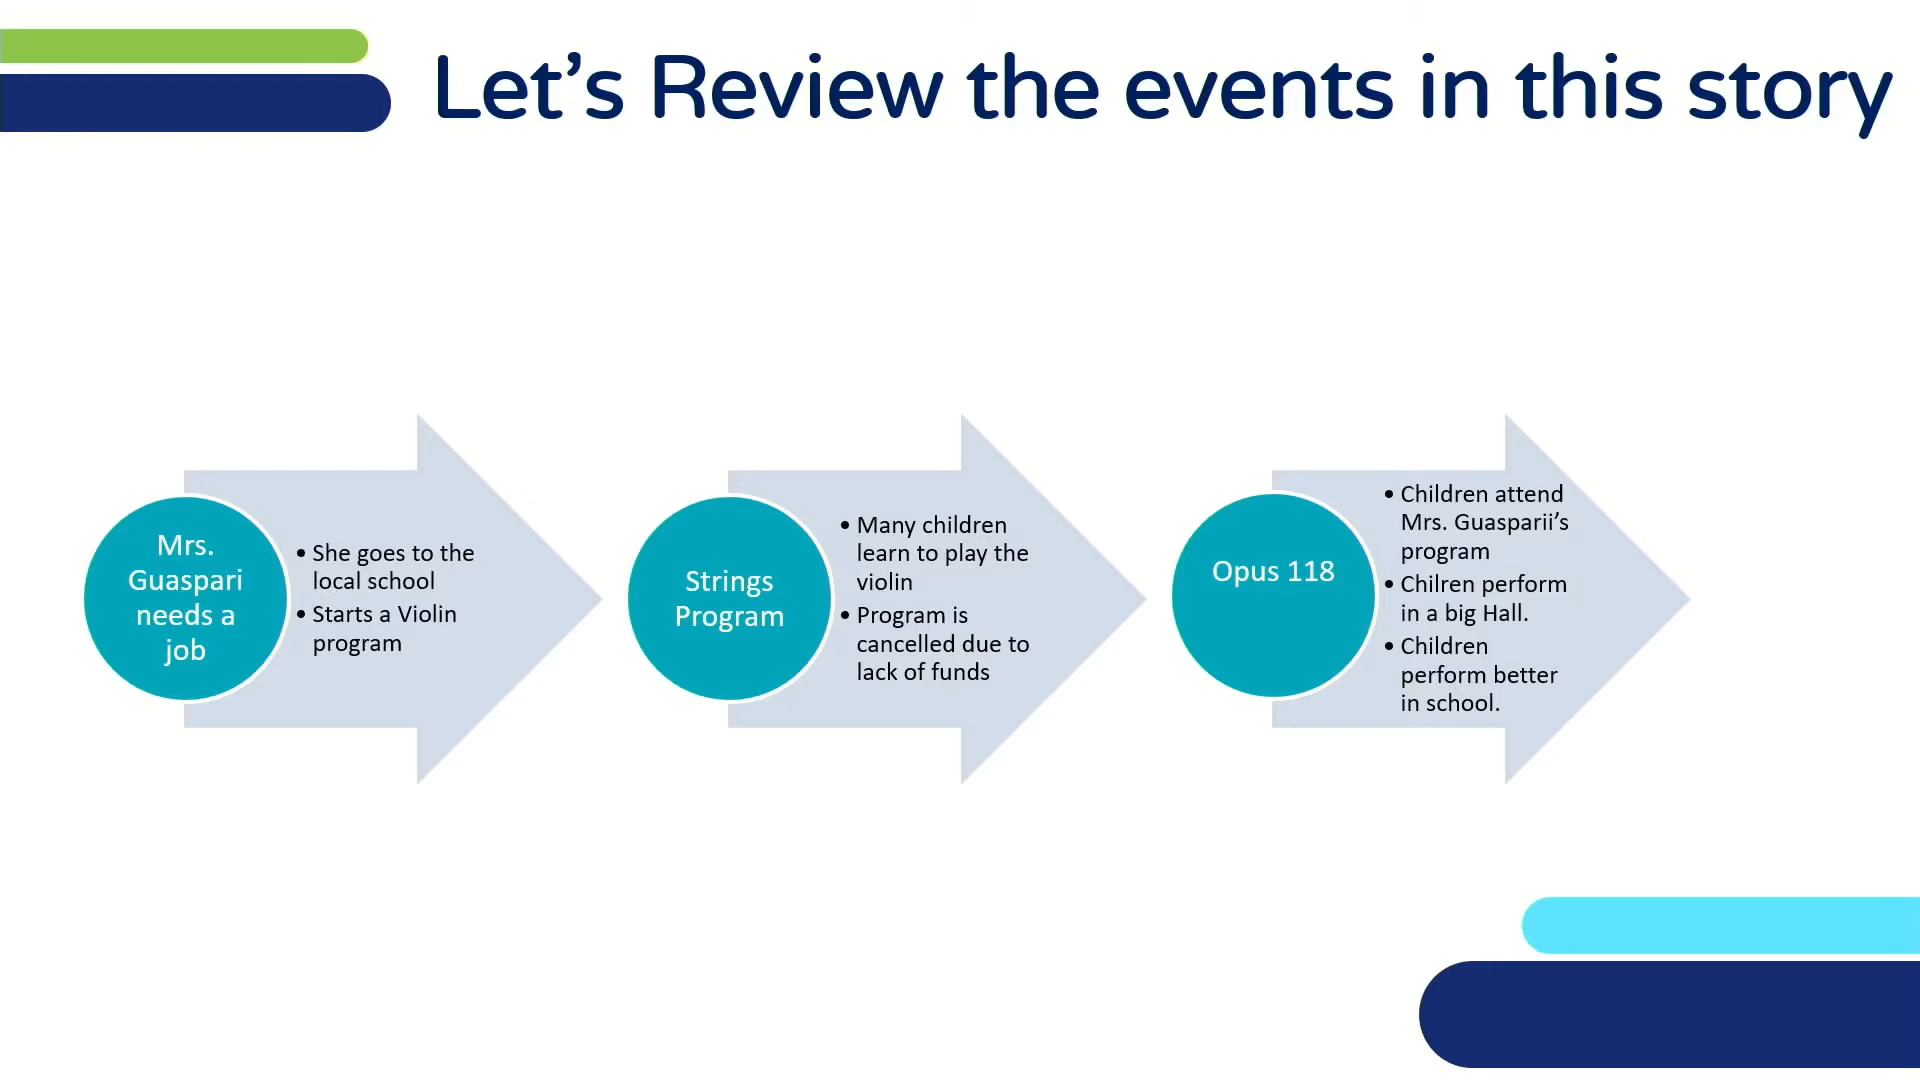 Let’s Review the events in this story
Mrs.
Guaspari
needs a
job
• She goes to the
local school
• Starts a Violin
program
Strings
Program
• Many children
learn to play the
violin
• Program is
cancelled due to
lack of funds
Opus 118
• Children attend
Mrs. Guasparii’s
program
• Chilren perform
in a big Hall.
• Children
perform better
in school.